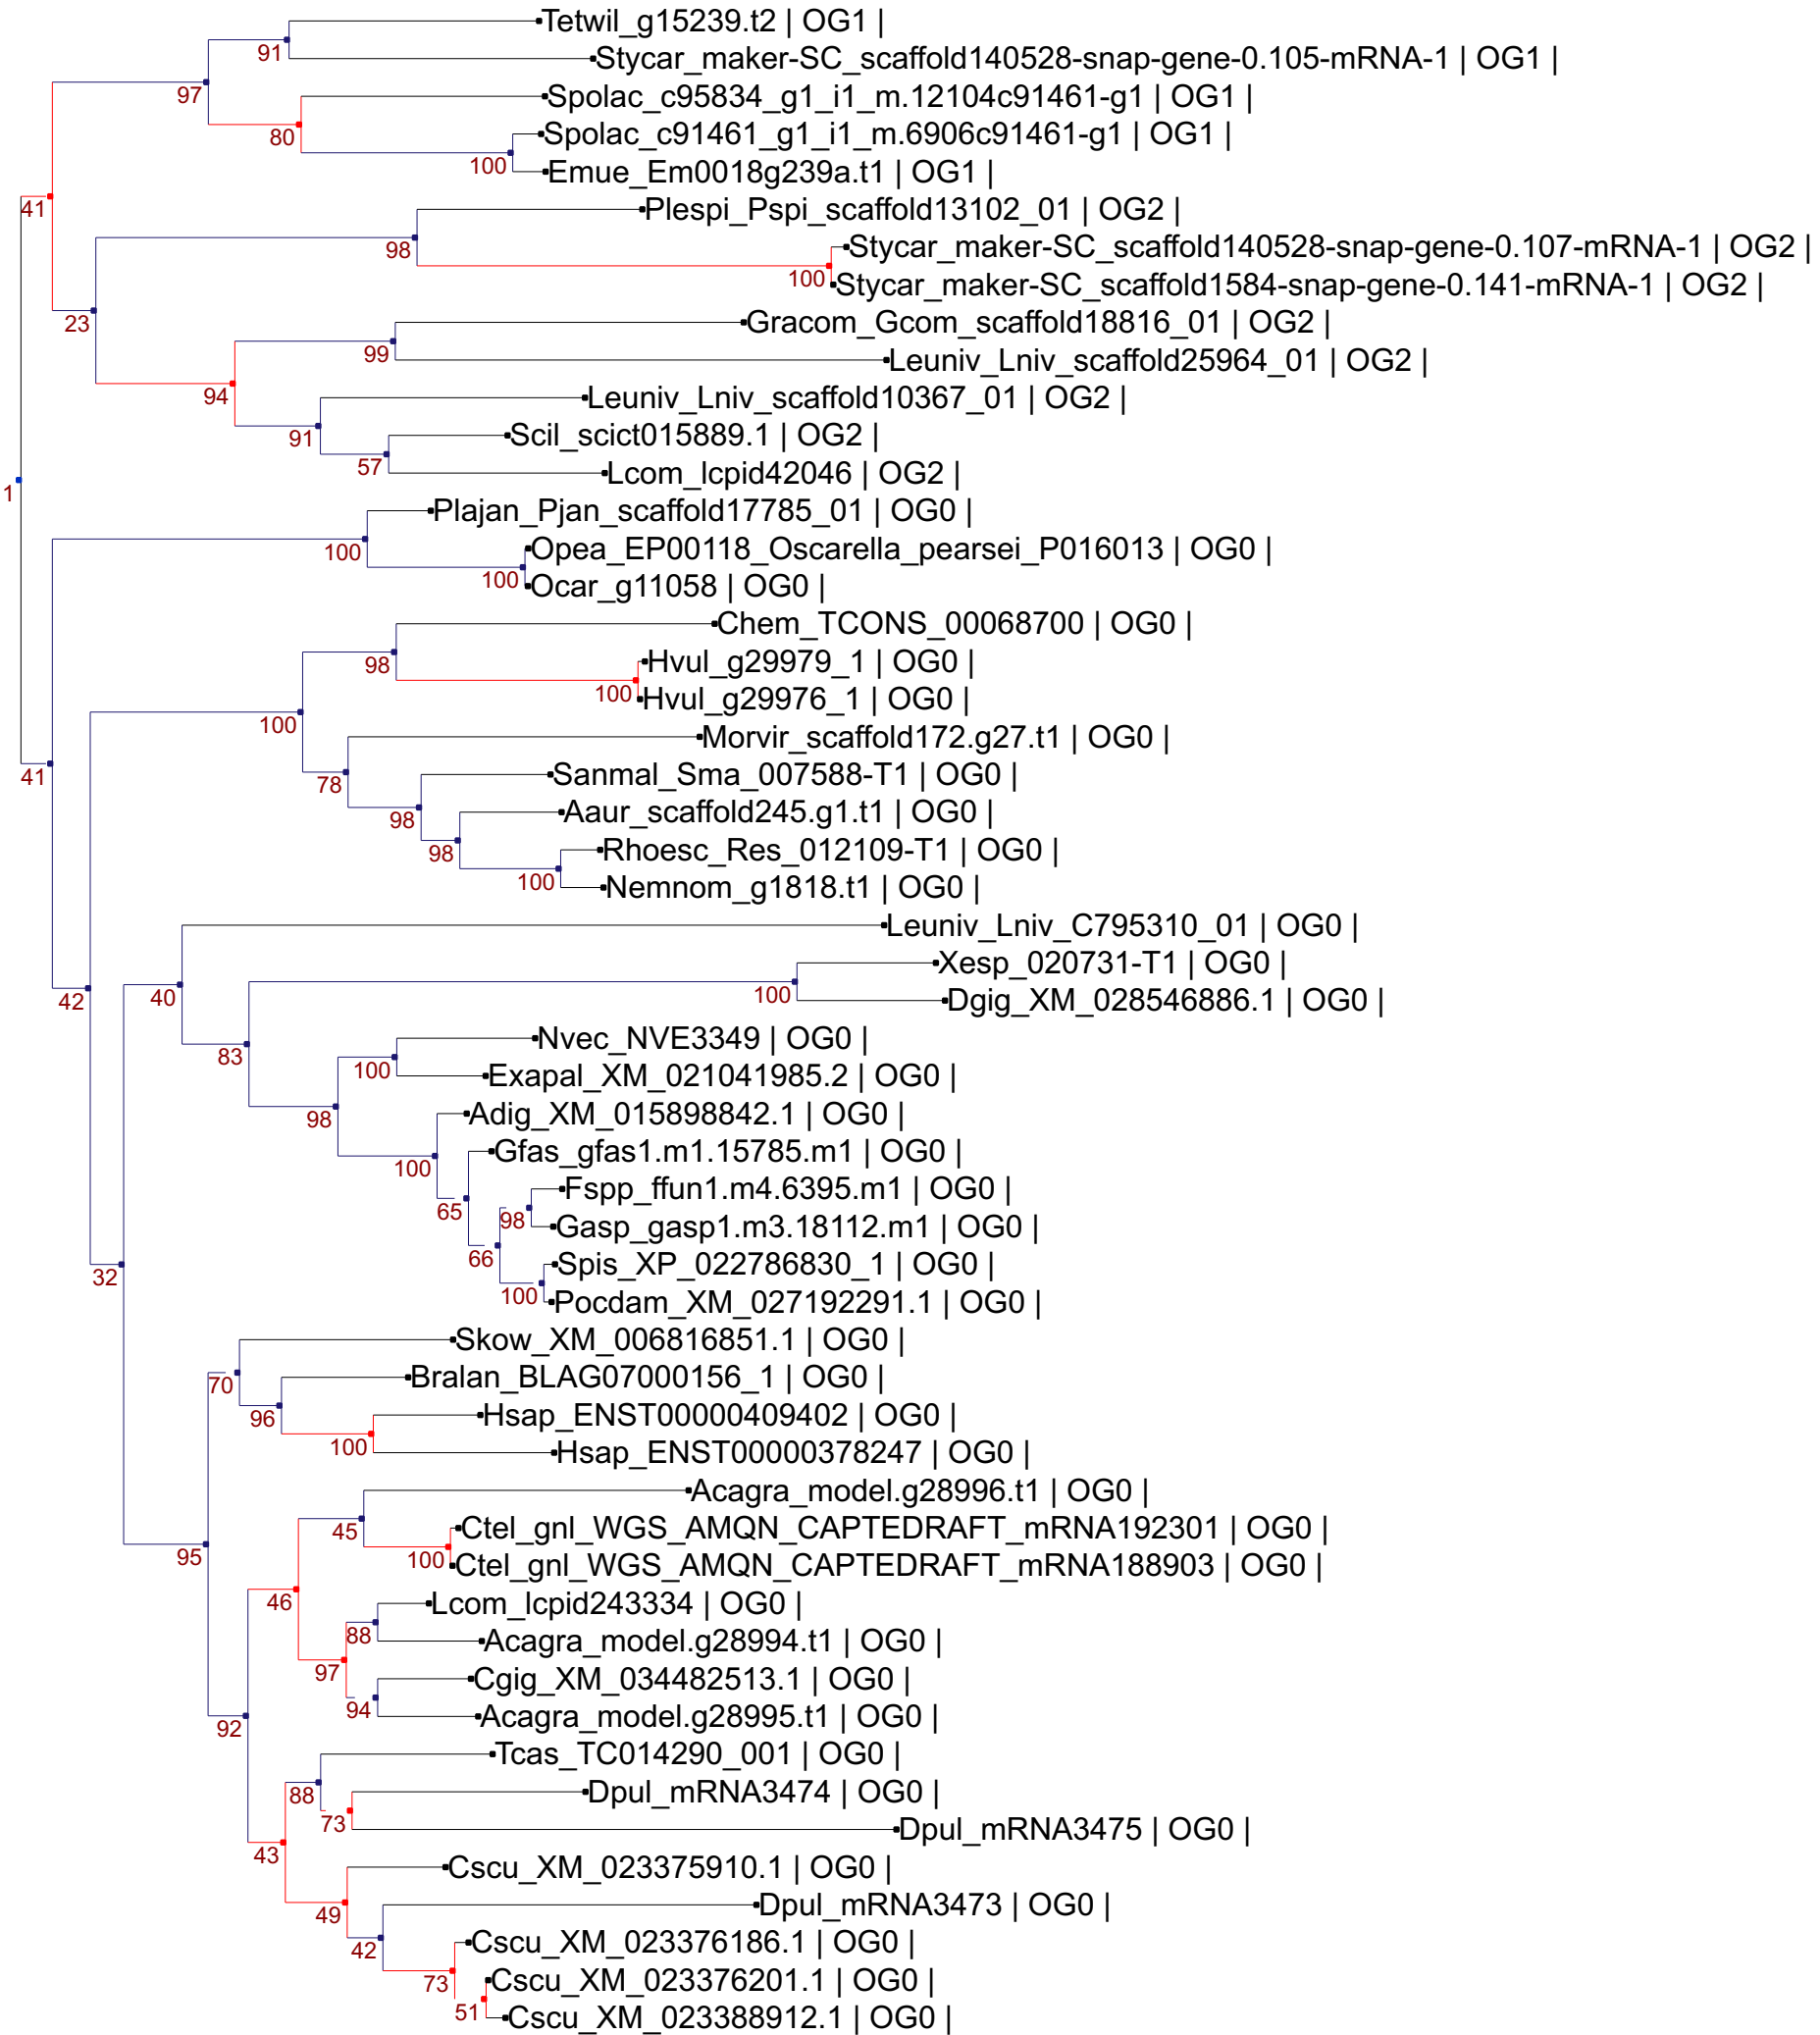 Tetwil_g15239.t2 | OG1 |
91
Stycar_maker-SC_scaffold140528-snap-gene-0.105-mRNA-1 | OG1 |
97
Spolac_c95834_g1_i1_m.12104c91461-g1 | OG1 |
80
Spolac_c91461_g1_i1_m.6906c91461-g1 | OG1 |
100
Emue_Em0018g239a.t1 | OG1 |
41
Plespi_Pspi_scaffold13102_01 | OG2 |
98
Stycar_maker-SC_scaffold140528-snap-gene-0.107-mRNA-1 | OG2 |
100
Stycar_maker-SC_scaffold1584-snap-gene-0.141-mRNA-1 | OG2 |
23
Gracom_Gcom_scaffold18816_01 | OG2 |
99
Leuniv_Lniv_scaffold25964_01 | OG2 |
94
Leuniv_Lniv_scaffold10367_01 | OG2 |
91
Scil_scict015889.1 | OG2 |
57
Lcom_lcpid42046 | OG2 |
1
Plajan_Pjan_scaffold17785_01 | OG0 |
100
Opea_EP00118_Oscarella_pearsei_P016013 | OG0 |
100
Ocar_g11058 | OG0 |
Chem_TCONS_00068700 | OG0 |
98
Hvul_g29979_1 | OG0 |
100
Hvul_g29976_1 | OG0 |
100
Morvir_scaffold172.g27.t1 | OG0 |
41
78
Sanmal_Sma_007588-T1 | OG0 |
98
Aaur_scaffold245.g1.t1 | OG0 |
98
Rhoesc_Res_012109-T1 | OG0 |
100
Nemnom_g1818.t1 | OG0 |
Leuniv_Lniv_C795310_01 | OG0 |
Xesp_020731-T1 | OG0 |
42
40
100
Dgig_XM_028546886.1 | OG0 |
Nvec_NVE3349 | OG0 |
83
100
Exapal_XM_021041985.2 | OG0 |
98
Adig_XM_015898842.1 | OG0 |
Gfas_gfas1.m1.15785.m1 | OG0 |
100
Fspp_ffun1.m4.6395.m1 | OG0 |
65
98
Gasp_gasp1.m3.18112.m1 | OG0 |
66
Spis_XP_022786830_1 | OG0 |
32
100
Pocdam_XM_027192291.1 | OG0 |
Skow_XM_006816851.1 | OG0 |
70
Bralan_BLAG07000156_1 | OG0 |
96
Hsap_ENST00000409402 | OG0 |
100
Hsap_ENST00000378247 | OG0 |
Acagra_model.g28996.t1 | OG0 |
45
Ctel_gnl_WGS_AMQN_CAPTEDRAFT_mRNA192301 | OG0 |
95
100
Ctel_gnl_WGS_AMQN_CAPTEDRAFT_mRNA188903 | OG0 |
46
Lcom_lcpid243334 | OG0 |
88
Acagra_model.g28994.t1 | OG0 |
97
Cgig_XM_034482513.1 | OG0 |
94
Acagra_model.g28995.t1 | OG0 |
92
Tcas_TC014290_001 | OG0 |
88
Dpul_mRNA3474 | OG0 |
73
Dpul_mRNA3475 | OG0 |
43
Cscu_XM_023375910.1 | OG0 |
49
Dpul_mRNA3473 | OG0 |
42
Cscu_XM_023376186.1 | OG0 |
73
Cscu_XM_023376201.1 | OG0 |
51
Cscu_XM_023388912.1 | OG0 |